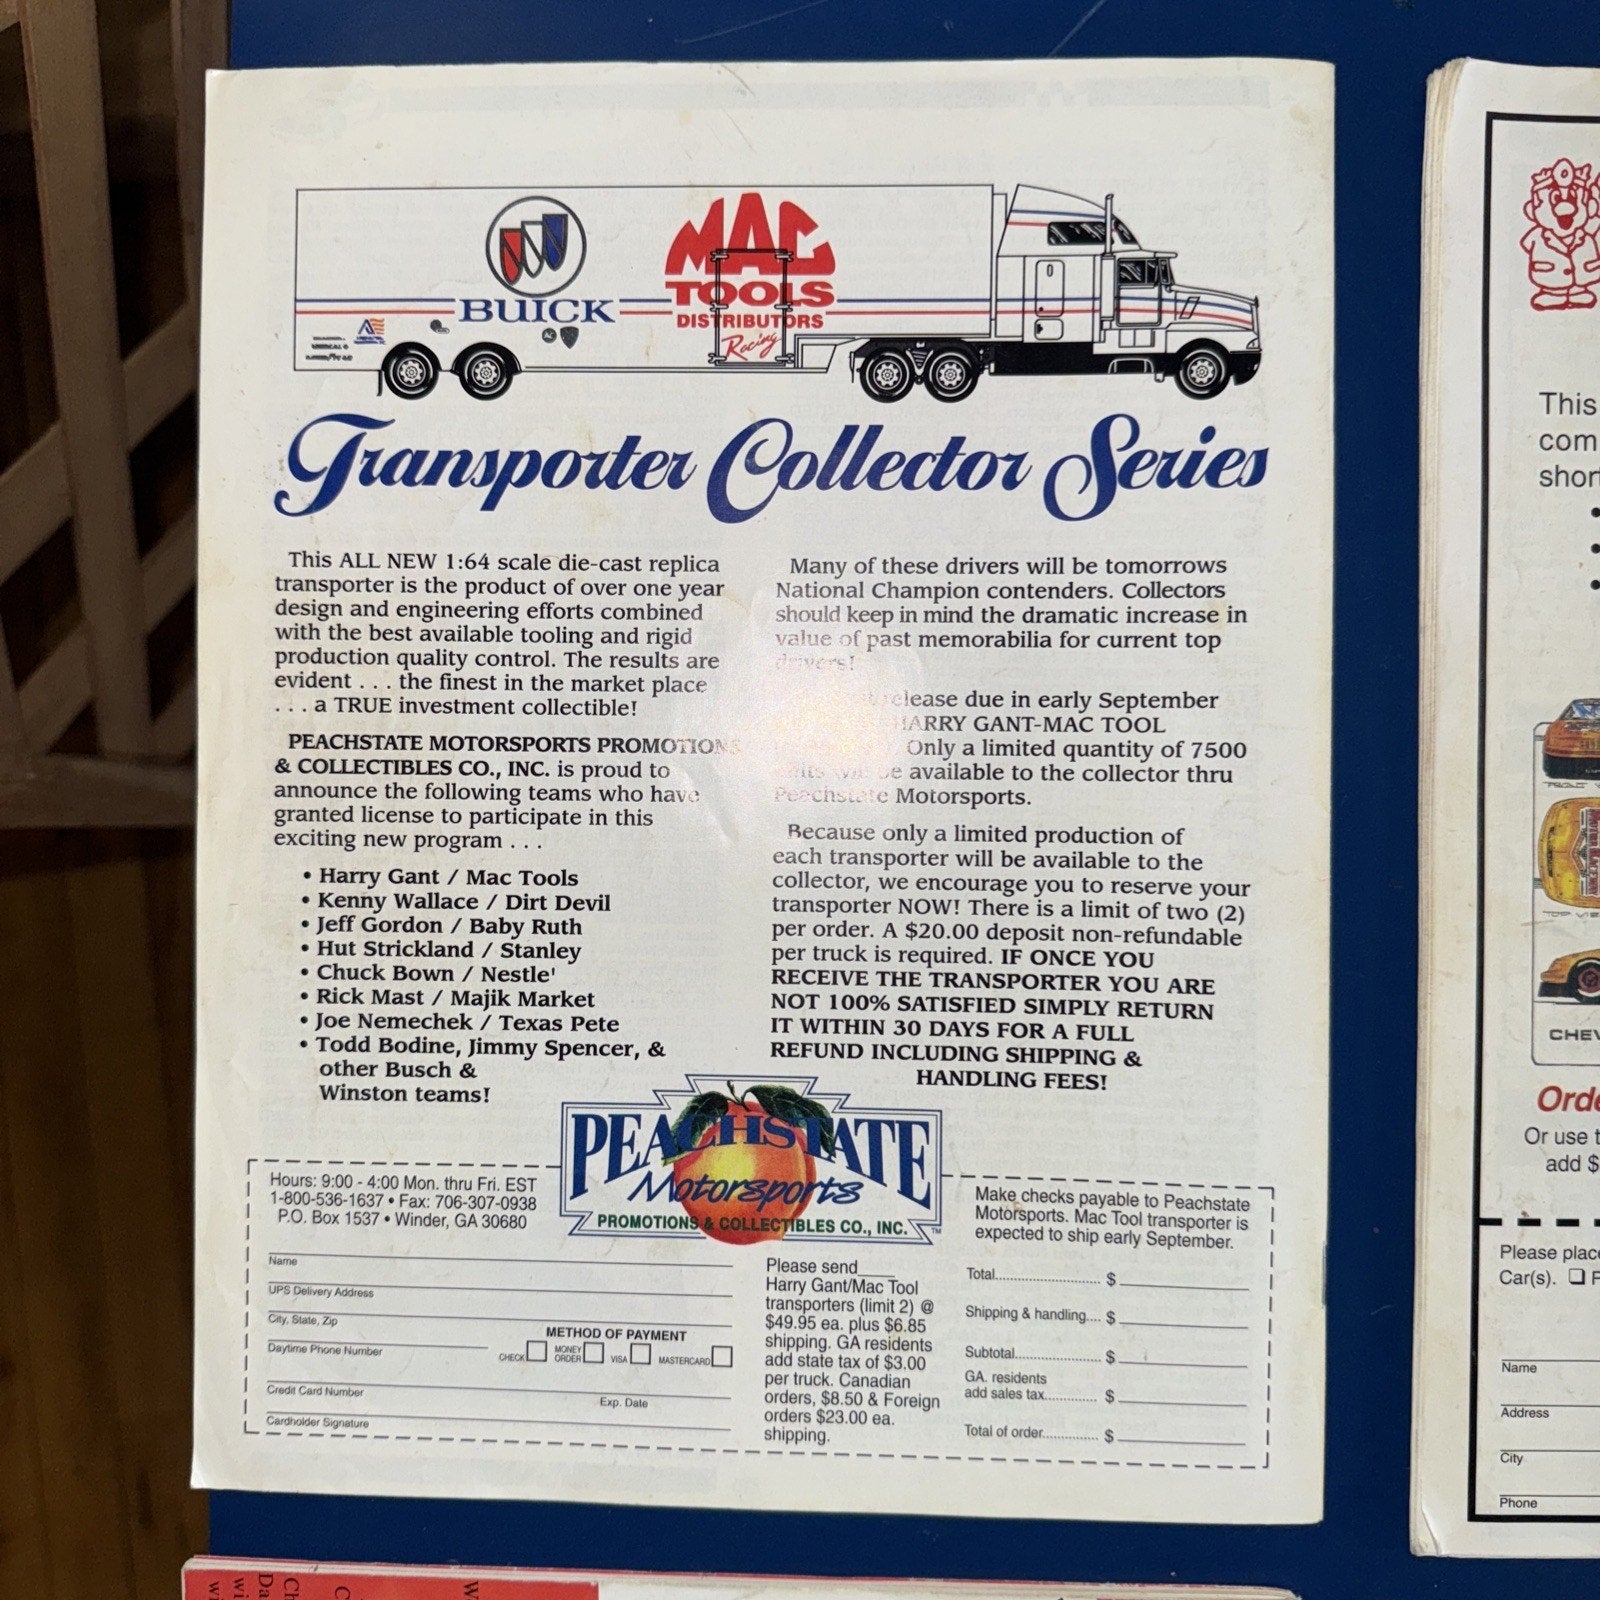 BUICK
MAC
TOOLS
DISTRIBUTORS
Racing
Transporter Collector Series
This ALL NEW 1:64 scale die-cast replica
transporter is the product of over one year
design and engineering efforts combined
with the best available tooling and rigid
production quality control. The results are
evident . . . the finest in the market place
. . . a TRUE investment collectible!
PEACHSTATE MOTORSPORTS PROMOTIONS
& COLLECTIBLES CO., INC. is proud to
announce the following teams who have
granted license to participate in this
exciting new program . . .
• Harry Gant / Mac Tools
• Kenny Wallace / Dirt Devil
• Jeff Gordon / Baby Ruth
• Hut Strickland / Stanley
• Chuck Bown / Nestle'
• Rick Mast / Majik Market
• Joe Nemechek / Texas Pete
• Todd Bodine, Jimmy Spencer, &
other Busch &
Winston teams!
Many of these drivers will be tomorrows
National Champion contenders. Collectors
should keep in mind the dramatic increase in
value of past memorabilia for current top
drivers!
release due in early September
HARRY GANT-MAC TOOL
Only a limited quantity of 7500
units will be available to the collector thru
Peachstate Motorsports.
Because only a limited production of
each transporter will be available to the
collector, we encourage you to reserve your
transporter NOW! There is a limit of two (2)
per order. A $20.00 deposit non-refundable
per truck is required. IF ONCE YOU
RECEIVE THE TRANSPORTER YOU ARE
NOT 100% SATISFIED SIMPLY RETURN
IT WITHIN 30 DAYS FOR A FULL
REFUND INCLUDING SHIPPING &
HANDLING FEES!
PEACHSTATE
Motorsports
PROMOTIONS & COLLECTIBLES CO., INC.
TM
Hours: 9:00 - 4:00 Mon. thru Fri. EST
1-800-536-1637 • Fax: 706-307-0938
P.O. Box 1537 • Winder, GA 30680
Name
UPS Delivery Address
City, State, Zip
Daytime Phone Number
METHOD OF PAYMENT
CHECK MONEY ORDER VISA MASTERCARD
Credit Card Number Exp. Date
Cardholder Signature
Please send____
Harry Gant/Mac Tool
transporters (limit 2) @
$49.95 ea. plus $6.85
shipping. GA residents
add state tax of $3.00
per truck. Canadian
orders, $8.50 & Foreign
orders $23.00 ea.
shipping.
Make checks payable to Peachstate
Motorsports. Mac Tool transporter is
expected to ship early September.
Total.......................... $
Shipping & handling.... $
Subtotal..................... $
GA. residents
add sales tax............. $
Total of order.............. $
This
com
short
TOP VIE
CHEV
Orde
Or use t
add $
Please plac
Car(s). ❑ F
Name
Address
City
Phone